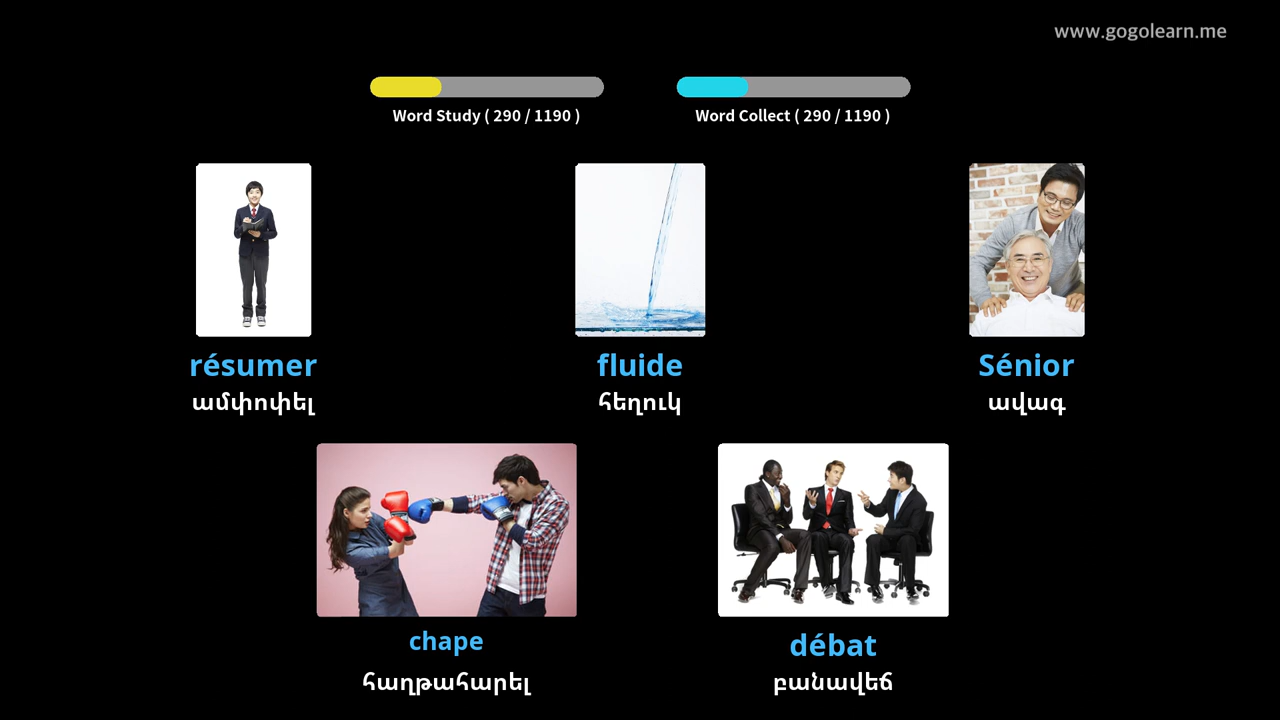 www.gogolearn.me
Word Study ( 290 / 1190 )
Word Collect ( 290 / 1190 )
résumer
ամփոփել
fluide
հեղուկ
Sénior
ավագ
chape
հաղթահարել
débat
բանավեճ